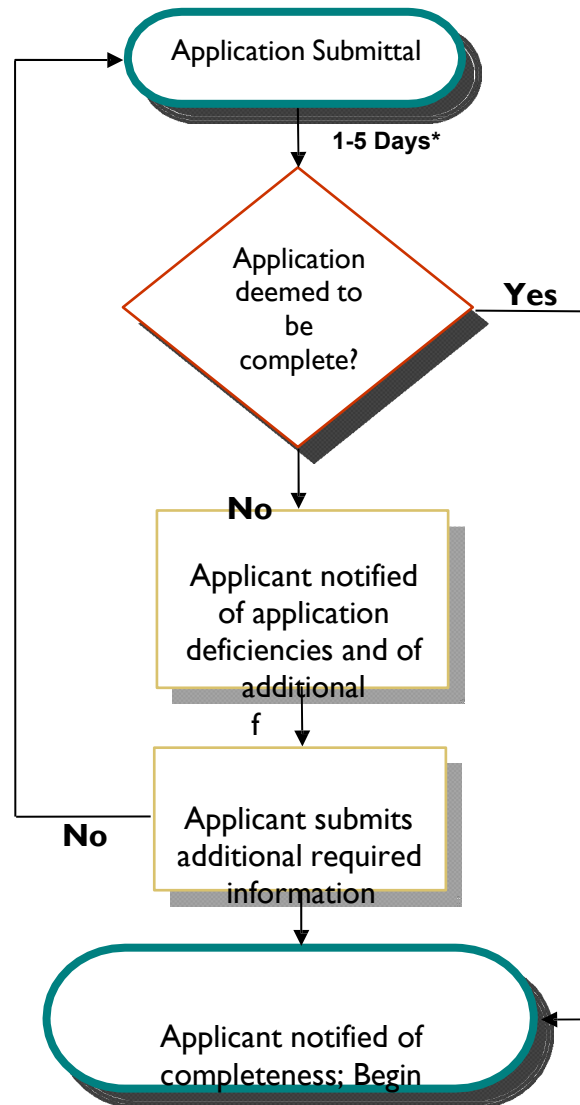 Application Submittal
1-5 Days*
Application
deemed to
be
complete?
Yes
No
Applicant notified
of application
deficiencies and of
additional
f
Applicant submits
additional required
information
No
Applicant notified of
completeness; Begin